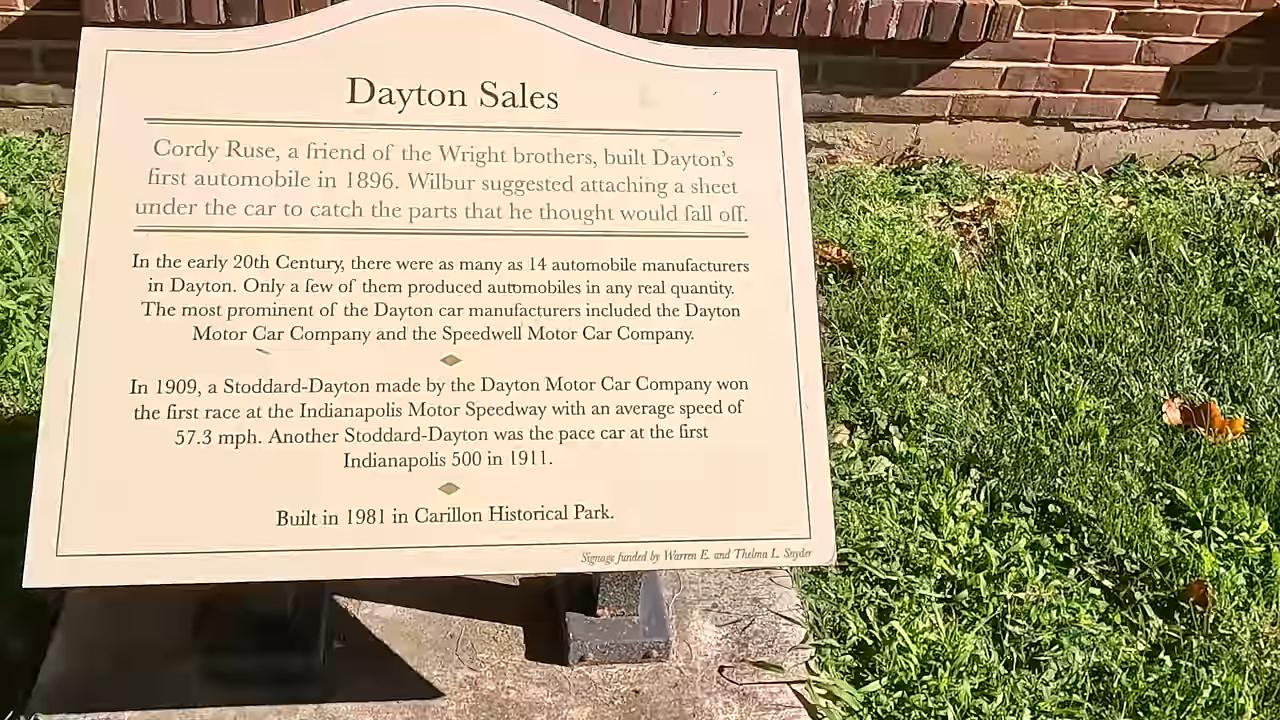 Dayton Sales
Cordy Ruse, a friend of the Wright brothers, built Dayton's
first automobile in 1896. Wilbur suggested attaching a sheet
under the car to catch the parts that he thought would fall off.
In the early 20th Century, there were as many as 14 automobile manufacturers
in Dayton. Only a few of them produced automobiles in any real quantity.
The most prominent of the Dayton car manufacturers included the Dayton
Motor Car Company and the Speedwell Motor Car Company.
In 1909, a Stoddard-Dayton made by the Dayton Motor Car Company won
the first race at the Indianapolis Motor Speedway with an average speed of
57.3 mph. Another Stoddard-Dayton was the pace car at the first
Indianapolis 500 in 1911.
Built in 1981 in Carillon Historical Park.
Signage funded by Warren E. and Thelma L. Snyder